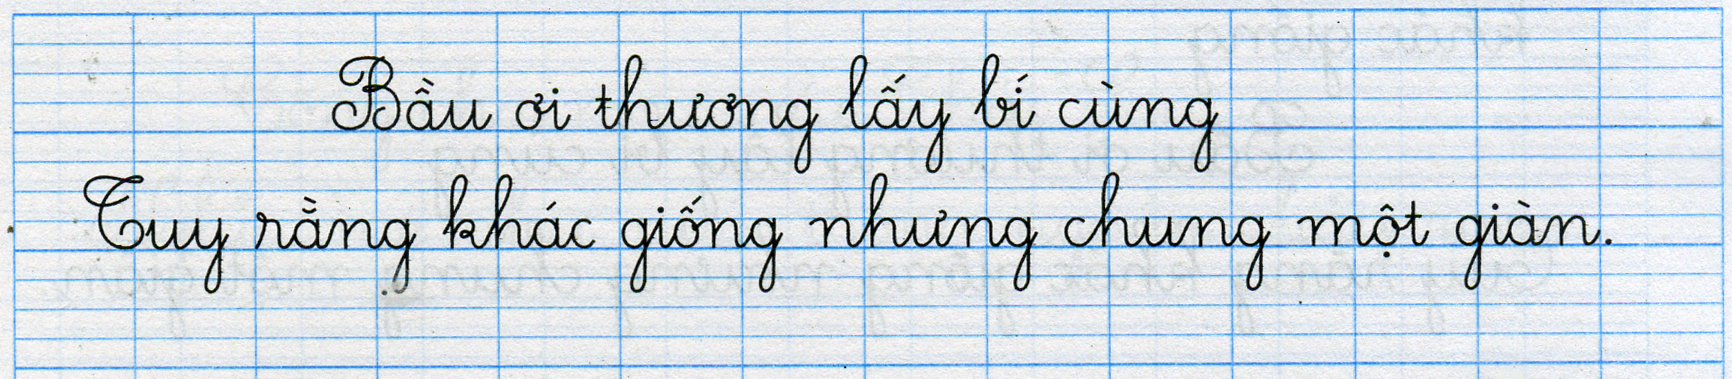 Bầu ơi thương lấy bí cùng
Tuy rằng khác giống nhưng chung một giàn.